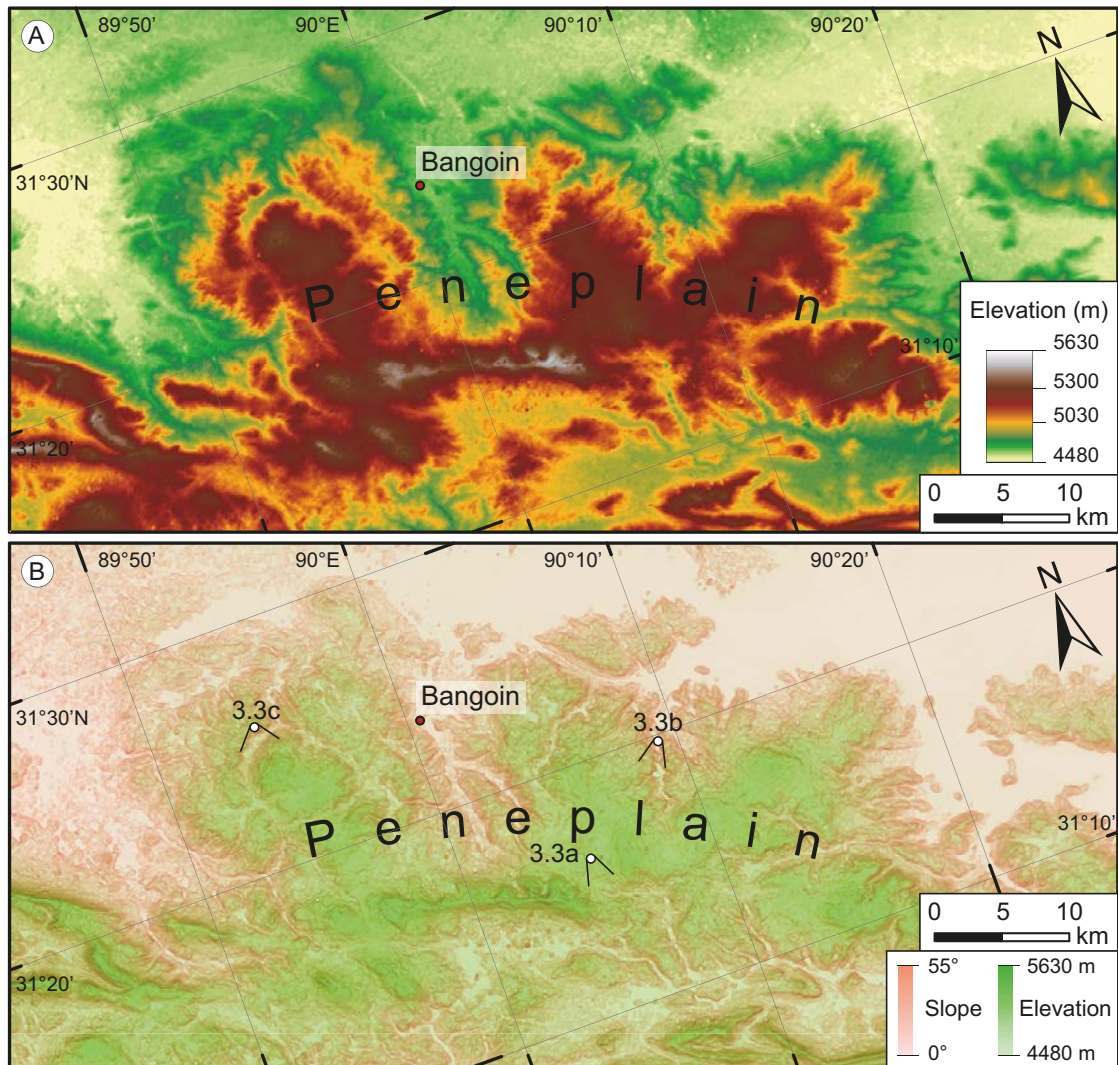 A
89°50’
90°E
90°10’
90°20’
N
Bangoin
31°30’N
Peneplain
31°10’
31°20’
Elevation (m)
5630
5300
5030
4480
0 5 10
km
B
89°50’
90°E
90°10’
90°20’
N
31°30’N
Bangoin
3.3c
3.3b
Peneplain
31°10’
3.3a
31°20’
0 5 10
km
55° 5630 m
Slope Elevation
0° 4480 m